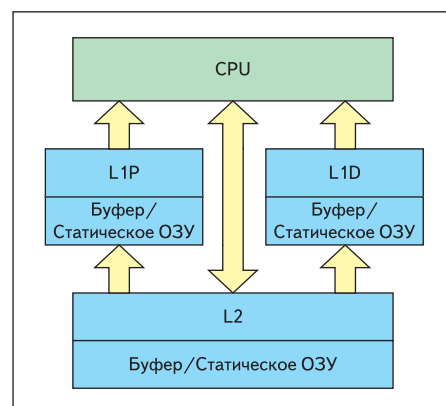 CPU
L1P
Буфер/
Статическое ОЗУ
L1D
Буфер/
Статическое ОЗУ
L2
Буфер/Статическое ОЗУ